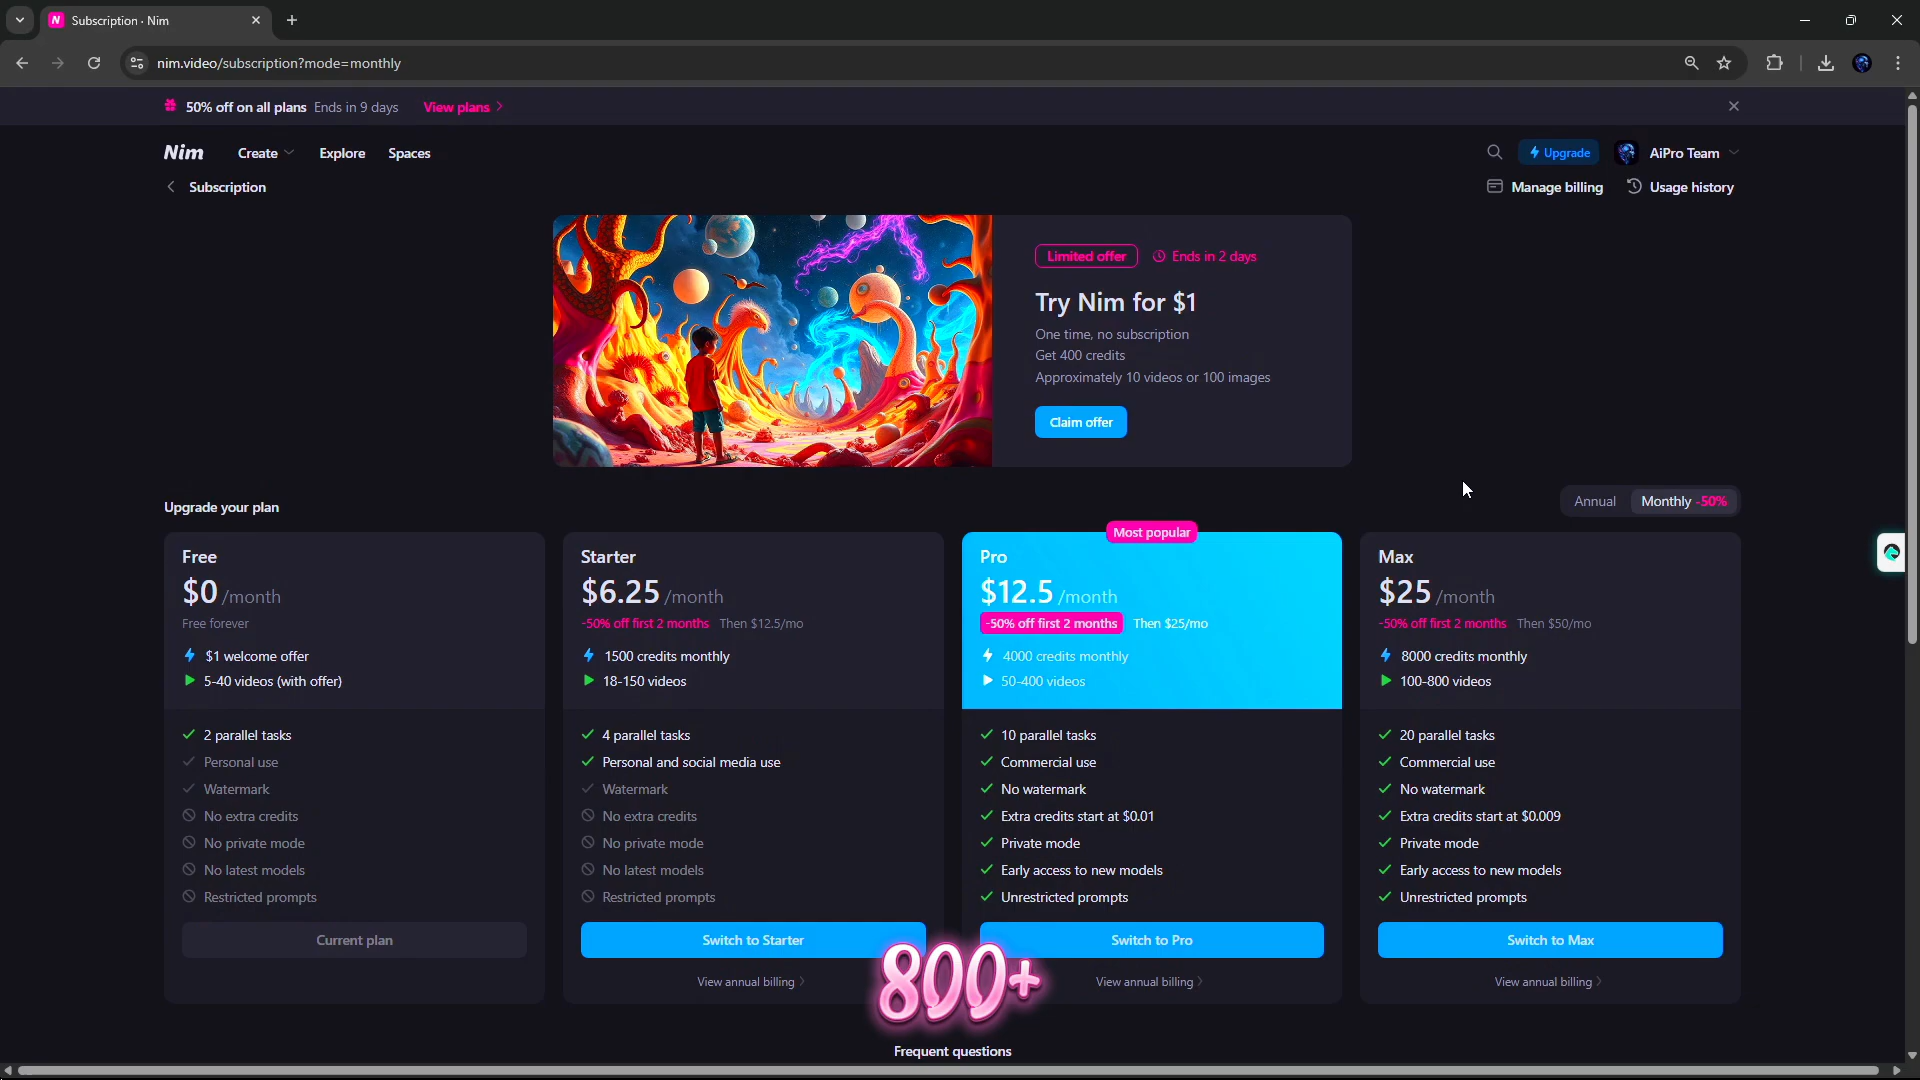 Subscription · Nim
nim.video/subscription?mode=monthly
50% off on all plans Ends in 9 days View plans
Nim Create Explore Spaces Upgrade AiPro Team
Subscription Manage billing Usage history
Limited offer Ends in 2 days
Try Nim for $1
One time, no subscription
Get 400 credits
Approximately 10 videos or 100 images
Claim offer
Upgrade your plan
Annual Monthly -50%
Free
$0 /month
Free forever
$1 welcome offer
5-40 videos (with offer)
2 parallel tasks
Personal use
Watermark
No extra credits
No private mode
No latest models
Restricted prompts
Current plan
Starter
$6.25 /month
-50% off first 2 months Then $12.5/mo
1500 credits monthly
18-150 videos
4 parallel tasks
Personal and social media use
Watermark
No extra credits
No private mode
No latest models
Restricted prompts
Switch to Starter
View annual billing
Most popular
Pro
$12.5 /month
-50% off first 2 months Then $25/mo
4000 credits monthly
50-400 videos
10 parallel tasks
Commercial use
No watermark
Extra credits start at $0.01
Private mode
Early access to new models
Unrestricted prompts
Switch to Pro
View annual billing
Max
$25 /month
-50% off first 2 months Then $50/mo
8000 credits monthly
100-800 videos
20 parallel tasks
Commercial use
No watermark
Extra credits start at $0.009
Private mode
Early access to new models
Unrestricted prompts
Switch to Max
View annual billing
800+
Frequent questions